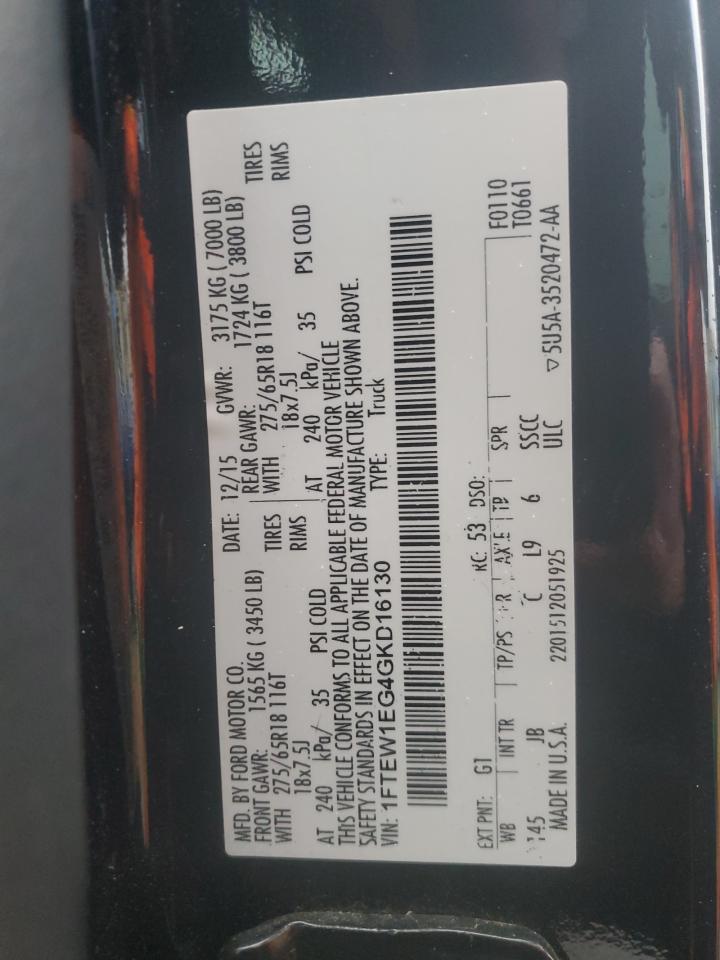 MFD. BY FORD MOTOR CO. DATE: 12/15 GVWR: 3175 KG ( 7000 LB)
FRONT GAWR: 1565 KG ( 3450 LB) REAR GAWR: 1724 KG ( 3800 LB)
WITH 275/65R18 116T TIRES WITH 275/65R18 116T TIRES
18x7.5J RIMS 18x7.5J RIMS
AT 240 kPa/ 35 PSI COLD AT 240 kPa/ 35 PSI COLD
THIS VEHICLE CONFORMS TO ALL APPLICABLE FEDERAL MOTOR VEHICLE
SAFETY STANDARDS IN EFFECT ON THE DATE OF MANUFACTURE SHOWN ABOVE.
VIN: 1FTEW1EG4GKD16130 TYPE: Truck
EXT PNT: G1 RC: 53 DSO: F0110
WB INT TR TP/PS R AXLE TP SPR T0661
145 JB C L9 6 SSCC
ULC
MADE IN U.S.A. 2201512051925 ▽5U5A-3520472-AA